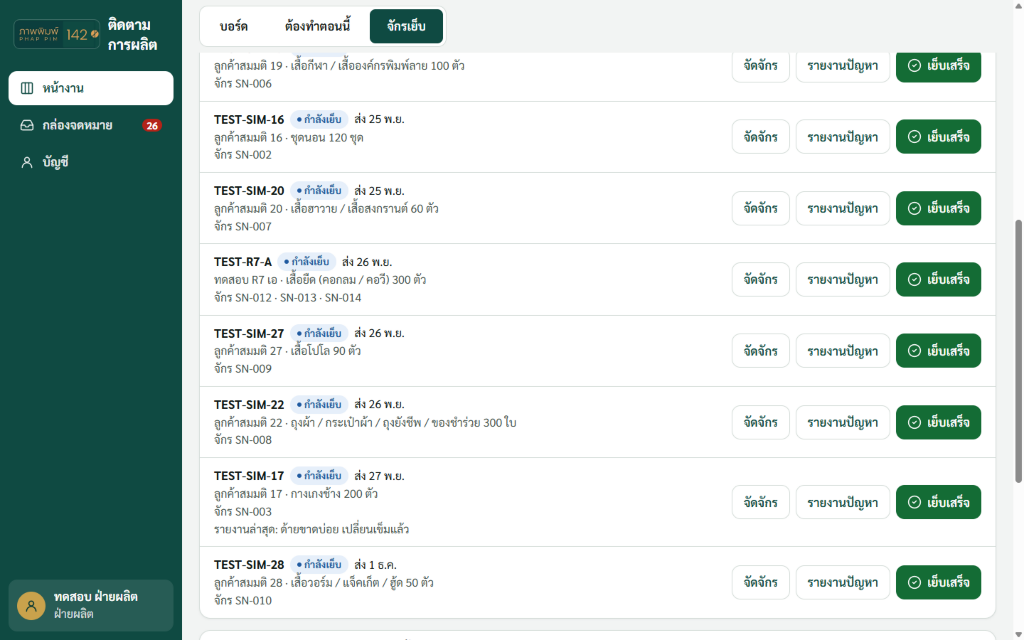 ภาพพิมพ์
PHAP PIM
142
ติดตาม
การผลิต
หน้างาน
กล่องจดหมาย 26
บัญชี
ทดสอบ ฝ่ายผลิต
ฝ่ายผลิต
บอร์ด ต้องทำตอนนี้ จักรเย็บ
ลูกค้าสมมติ 19 · เสื้อกีฬา / เสื้อองค์กรพิมพ์ลาย 100 ตัว
จักร SN-006
จัดจักร รายงานปัญหา เย็บเสร็จ
TEST-SIM-16 กำลังเย็บ ส่ง 25 พ.ย.
ลูกค้าสมมติ 16 · ชุดนอน 120 ชุด
จักร SN-002
จัดจักร รายงานปัญหา เย็บเสร็จ
TEST-SIM-20 กำลังเย็บ ส่ง 25 พ.ย.
ลูกค้าสมมติ 20 · เสื้อฮาวาย / เสื้อสงกรานต์ 60 ตัว
จักร SN-007
จัดจักร รายงานปัญหา เย็บเสร็จ
TEST-R7-A กำลังเย็บ ส่ง 26 พ.ย.
ทดสอบ R7 เอ · เสื้อยืด (คอกลม / คอวี) 300 ตัว
จักร SN-012 · SN-013 · SN-014
จัดจักร รายงานปัญหา เย็บเสร็จ
TEST-SIM-27 กำลังเย็บ ส่ง 26 พ.ย.
ลูกค้าสมมติ 27 · เสื้อโปโล 90 ตัว
จักร SN-009
จัดจักร รายงานปัญหา เย็บเสร็จ
TEST-SIM-22 กำลังเย็บ ส่ง 26 พ.ย.
ลูกค้าสมมติ 22 · ถุงผ้า / กระเป๋าผ้า / ถุงยังชีพ / ของชำร่วย 300 ใบ
จักร SN-008
จัดจักร รายงานปัญหา เย็บเสร็จ
TEST-SIM-17 กำลังเย็บ ส่ง 27 พ.ย.
ลูกค้าสมมติ 17 · กางเกงช้าง 200 ตัว
จักร SN-003
รายงานล่าสุด: ด้ายขาดบ่อย เปลี่ยนเข็มแล้ว
จัดจักร รายงานปัญหา เย็บเสร็จ
TEST-SIM-28 กำลังเย็บ ส่ง 1 ธ.ค.
ลูกค้าสมมติ 28 · เสื้อวอร์ม / แจ็คเก็ต / ฮู้ด 50 ตัว
จักร SN-010
จัดจักร รายงานปัญหา เย็บเสร็จ